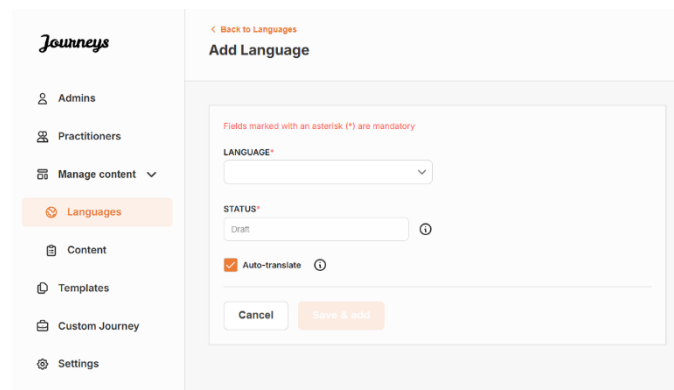 Journeys
Admins
Practitioners
Manage content
Languages
Content
Templates
Custom Journey
Settings
< Back to Languages
Add Language
Fields marked with an asterisk (*) are mandatory
LANGUAGE*
STATUS*
Draft
Auto-translate
Cancel
Save & add